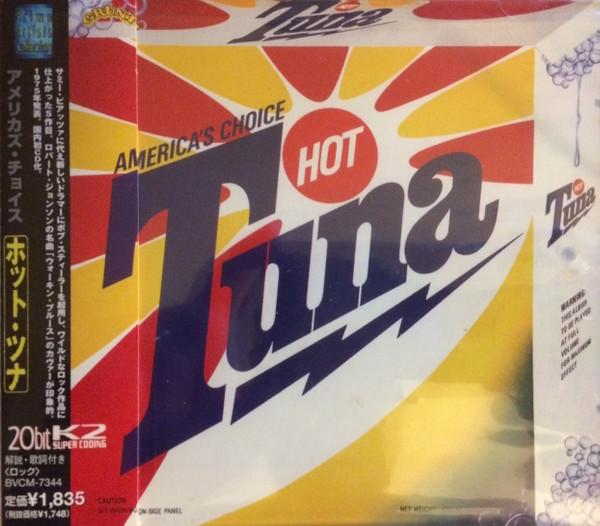 Prime
Artists
Collection
アメリカズ・チョイス
ホット・ツナ
サミー・ピアッツァに代え新しいドラマーにボブ・スティーラーを起用し、ワイルドなロック作品に
仕上がった5作目。ロバート・ジョンソンの名曲「ウォーキン・ブルース」のカヴァーが印象的。
1975年発表。国内初CD化。
20bit K2
SUPER CODING
解説・歌詞付き
〈ロック〉
BVCM-7344
定価¥1,835
(税抜価格¥1,748)
GRUNT
Tuna
AMERICA'S CHOICE
HOT
Tuna
CAUTION:
ON SIDE PANEL
NET WEIGHT
HOT
Tuna
WARNING:
THIS ALBUM
TO BE PLAYED
AT FULL
VOLUME
FOR MAXIMUM
EFFECT